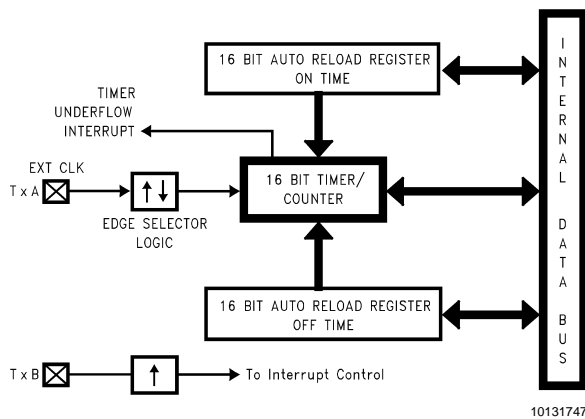 16 BIT AUTO RELOAD REGISTER
ON TIME
TIMER
UNDERFLOW
INTERRUPT
EXT CLK
TxA
EDGE SELECTOR
LOGIC
16 BIT TIMER/
COUNTER
16 BIT AUTO RELOAD REGISTER
OFF TIME
TxB
To Interrupt Control
INTERNAL DATA BUS
10131747